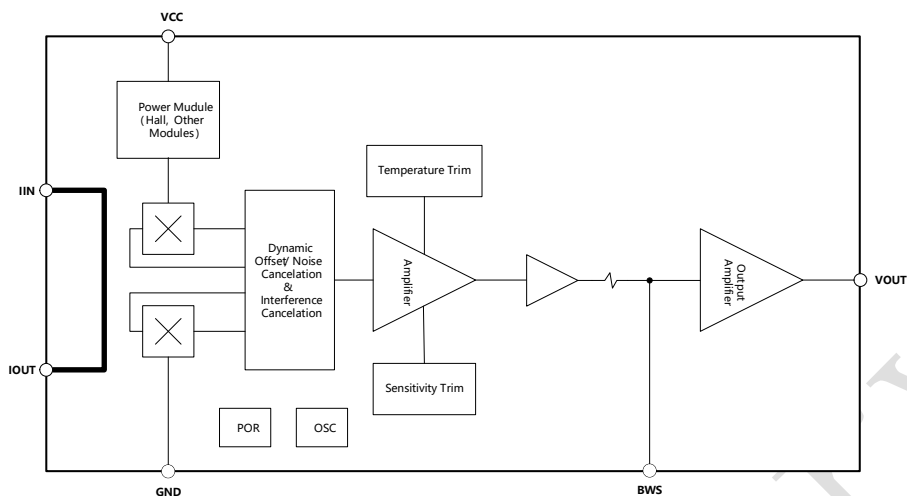 VCC
Power Mudule
(Hall, Other
Modules)
IIN
Temperature Trim
Dynamic
Offset/ Noise
Cancelation
&
Interference
Cancelation
Amplifier
Output
Amplifier
VOUT
IOUT
Sensitivity Trim
POR
OSC
GND
BWS